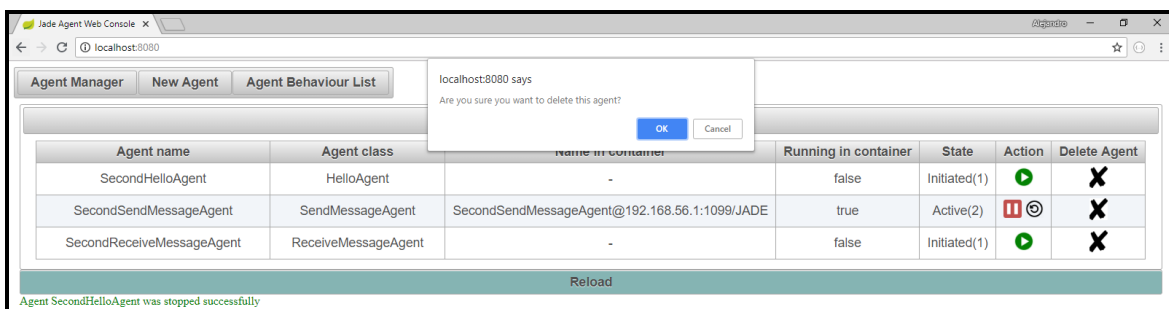 Jade Agent Web Console
Alejandro
localhost:8080
Agent Manager New Agent Agent Behaviour List
localhost:8080 says
Are you sure you want to delete this agent?
OK Cancel
Agent name Agent class Name in container Running in container State Action Delete Agent
SecondHelloAgent HelloAgent - false Initiated(1)
SecondSendMessageAgent SendMessageAgent SecondSendMessageAgent@192.168.56.1:1099/JADE true Active(2)
SecondReceiveMessageAgent ReceiveMessageAgent - false Initiated(1)
Reload
Agent SecondHelloAgent was stopped successfully